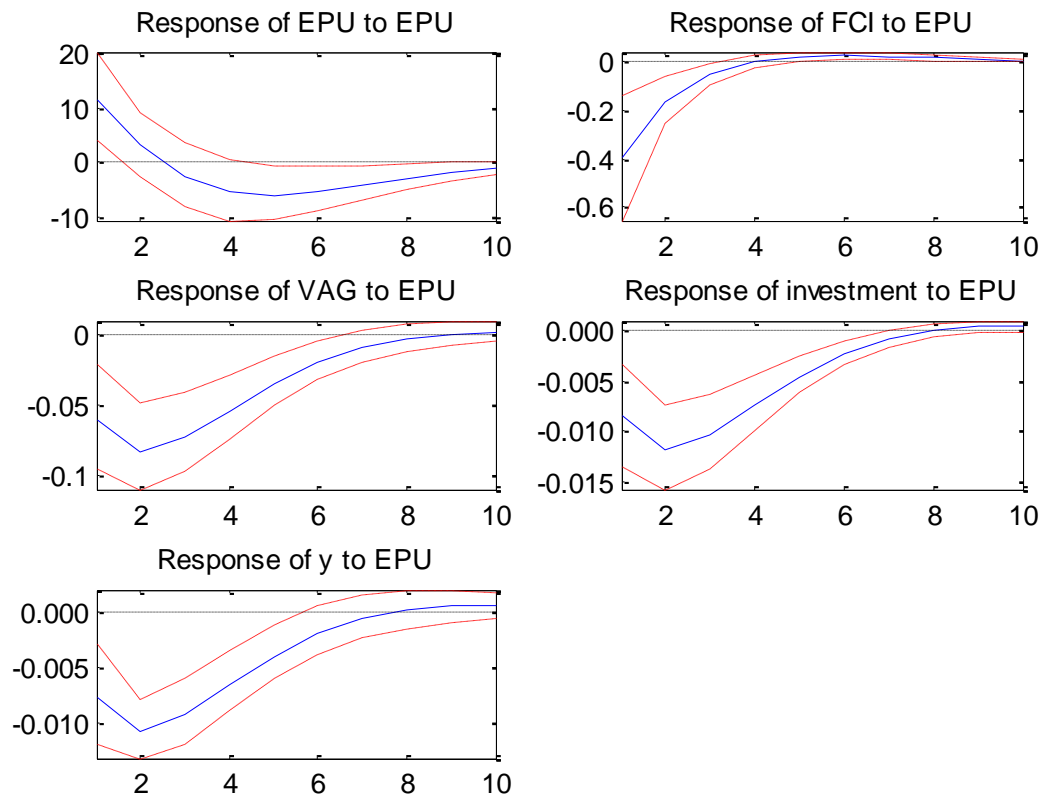 Response of EPU to EPU
20
10
0
-10
2 4 6 8 10
Response of FCI to EPU
0
-0.2
-0.4
-0.6
2 4 6 8 10
Response of VAG to EPU
0
-0.05
-0.1
2 4 6 8 10
Response of investment to EPU
0.000
-0.005
-0.010
-0.015
2 4 6 8 10
Response of y to EPU
0.000
-0.005
-0.010
2 4 6 8 10